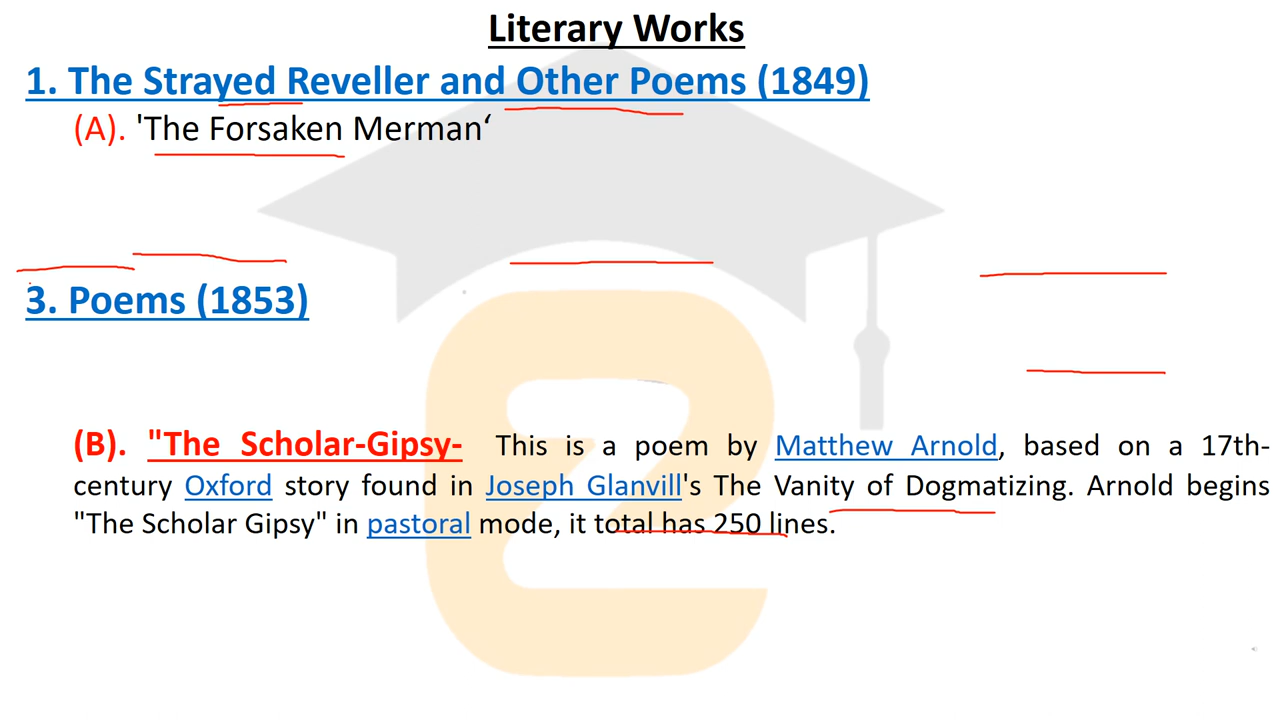 Literary Works
1. The Strayed Reveller and Other Poems (1849)
(A). 'The Forsaken Merman‘
3. Poems (1853)
(B). "The Scholar-Gipsy- This is a poem by Matthew Arnold, based on a 17th-
century Oxford story found in Joseph Glanvill's The Vanity of Dogmatizing. Arnold begins
"The Scholar Gipsy" in pastoral mode, it total has 250 lines.